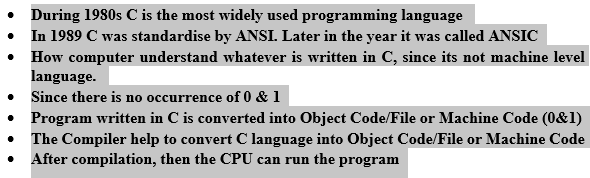 • During 1980s C is the most widely used programming language
• In 1989 C was standardise by ANSI. Later in the year it was called ANSIC
• How computer understand whatever is written in C, since its not machine level
language.
• Since there is no occurrence of 0 & 1
• Program written in C is converted into Object Code/File or Machine Code (0&1)
• The Compiler help to convert C language into Object Code/File or Machine Code
• After compilation, then the CPU can run the program